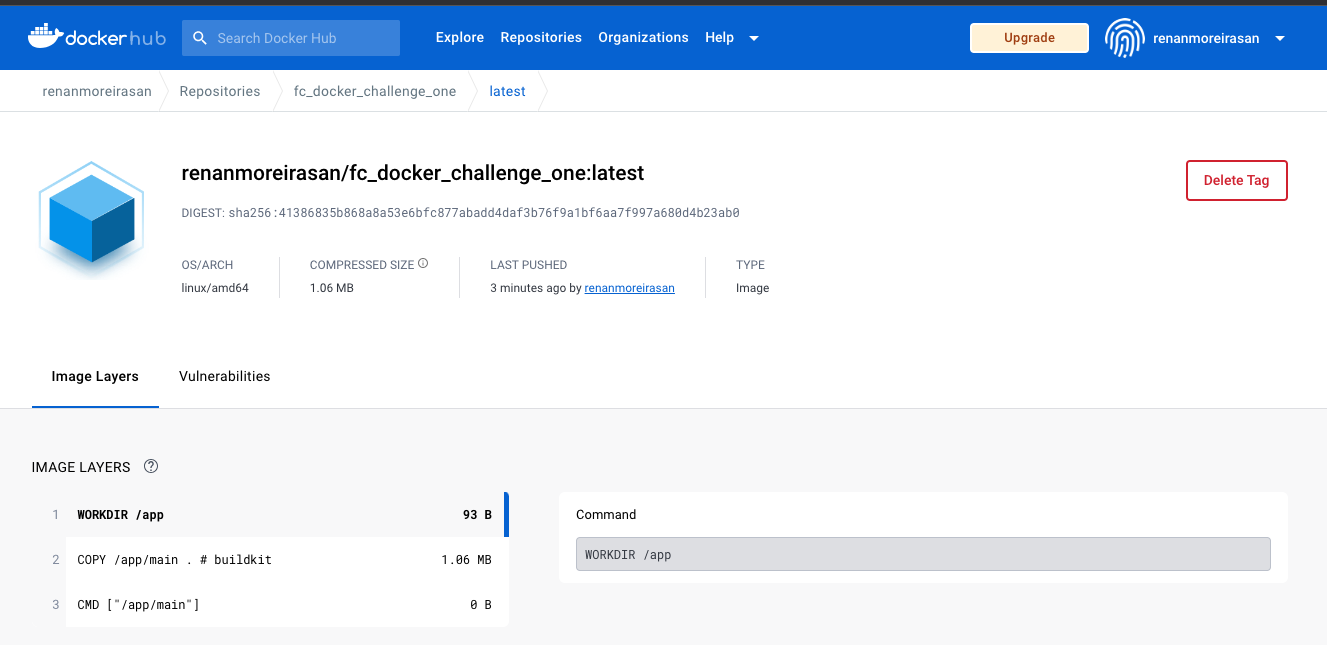 dockerhub Search Docker Hub Explore Repositories Organizations Help Upgrade renanmoreirasan
renanmoreirasan Repositories fc_docker_challenge_one latest
renanmoreirasan/fc_docker_challenge_one:latest
Delete Tag
DIGEST: sha256:41386835b868a8a53e6bfc877abadd4daf3b76f9a1bf6aa7f997a680d4b23ab0
OS/ARCH COMPRESSED SIZE LAST PUSHED TYPE
linux/amd64 1.06 MB 3 minutes ago by renanmoreirasan Image
Image Layers Vulnerabilities
IMAGE LAYERS
1 WORKDIR /app 93 B
2 COPY /app/main . # buildkit 1.06 MB
3 CMD ["/app/main"] 0 B
Command
WORKDIR /app